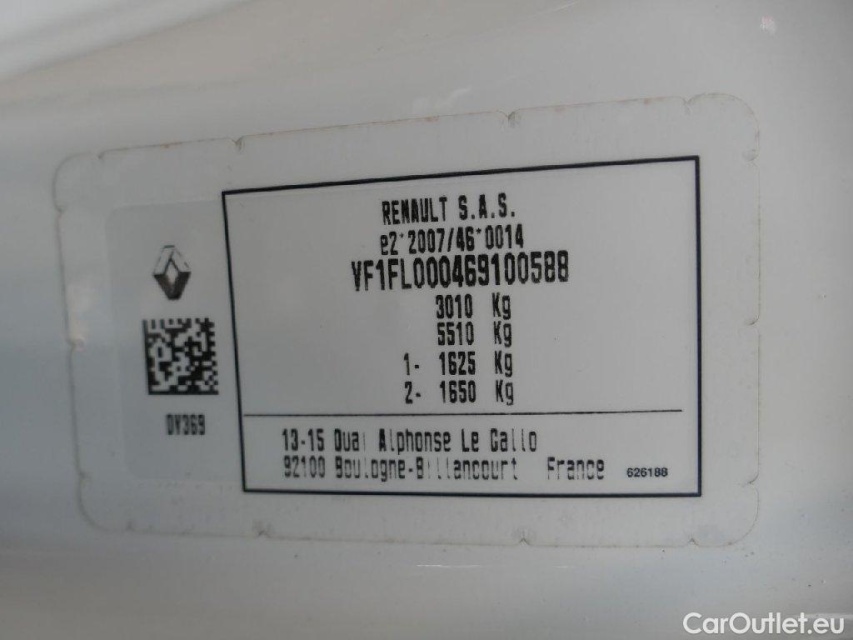 RENAULT S.A.S.
e2*2007/46*0014
VF1FL000469100588
3010 Kg
5510 Kg
1- 1625 Kg
2- 1650 Kg
13-15 Quai Alphonse Le Gallo
92100 Boulogne-Billancourt France
626188
DV369
CarOutlet.eu